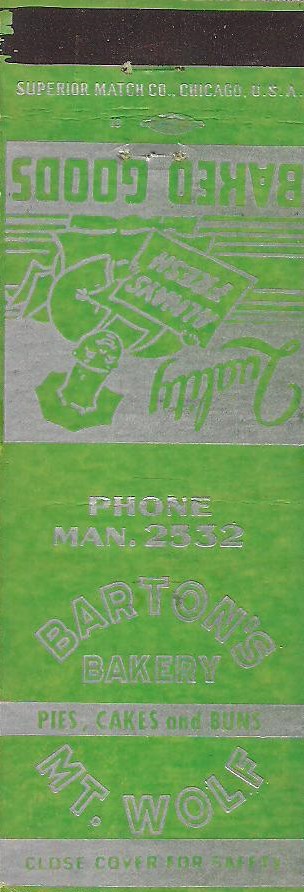 SUPERIOR MATCH CO., CHICAGO, U.S.A.
Quality
ALWAYS
FRESH
BAKED GOODS
PHONE
MAN. 2532
BARTON'S
BAKERY
PIES, CAKES and BUNS
MT. WOLF
CLOSE COVER FOR SAFETY